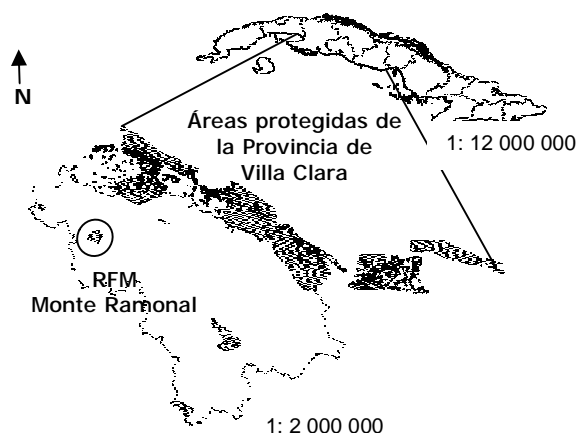 N
Áreas protegidas de
la Provincia de
Villa Clara
1: 12 000 000
RFM
Monte Ramonal
1: 2 000 000